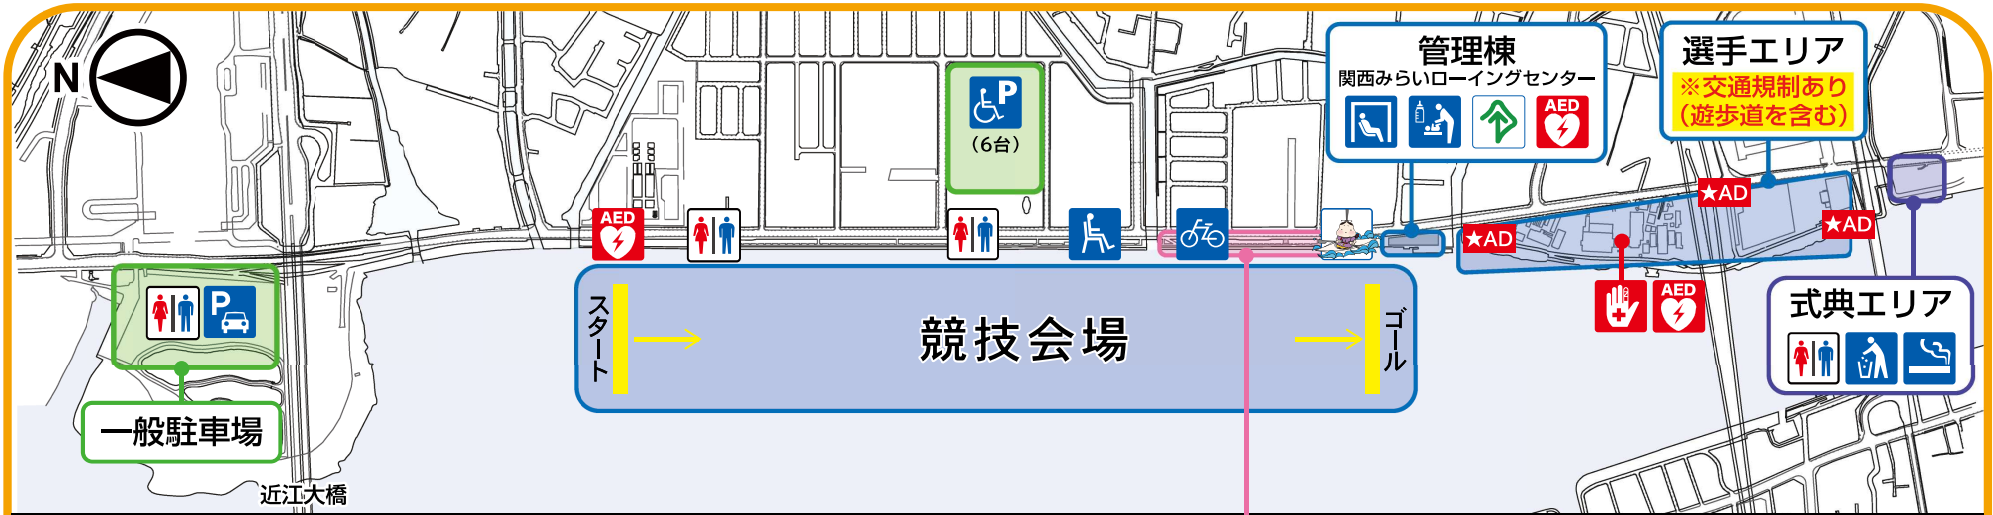 N
管理棟
関西みらいローイングセンター
AED
選手エリア
※交通規制あり
（遊歩道を含む）
P
（6台）
★AD
★AD
★AD
AED
AED
式典エリア
P
一般駐車場
近江大橋
スタート
競技会場
ゴール